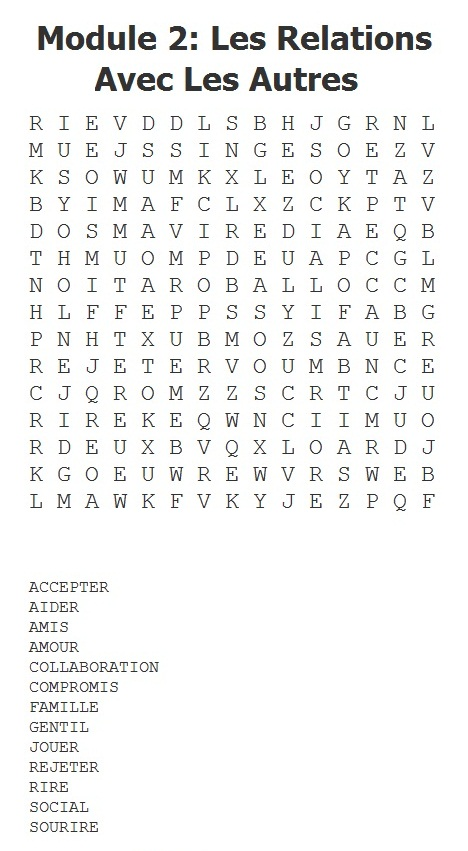 Module 2: Les Relations
Avec Les Autres
R I E V D D L S B H J G R N L
M U E J S S I N G E S O E Z V
K S O W U M K X L E O Y T A Z
B Y I M A F C L X Z C K P T V
D O S M A V I R E D I A E Q B
T H M U O M P D E U A P C G L
N O I T A R O B A L L O C C M
H L F F E P P S S Y I F A B G
P N H T X U B M O Z S A U E R
R E J E T E R V O U M B N C E
C J Q R O M Z Z S C R T C J U
R I R E K E Q W N C I I M U O
R D E U X B V Q X L O A R D J
K G O E U W R E W V R S W E B
L M A W K F V K Y J E Z P Q F
ACCEPTER
AIDER
AMIS
AMOUR
COLLABORATION
COMPROMIS
FAMILLE
GENTIL
JOUER
REJETER
RIRE
SOCIAL
SOURIRE